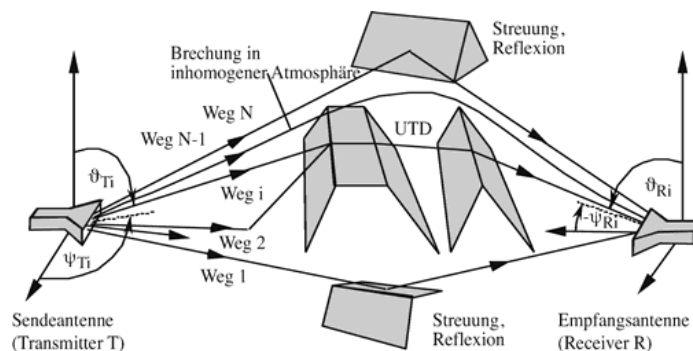 Streuung,
Reflexion
Brechung in
inhomogener Atmosphäre
Weg N
Weg N-1
UTD
ϑTi
Weg i
ϑRi
-ψRi
Weg 2
ψTi
Weg 1
Sendeantenne
(Transmitter T)
Streuung,
Reflexion
Empfangsantenne
(Receiver R)